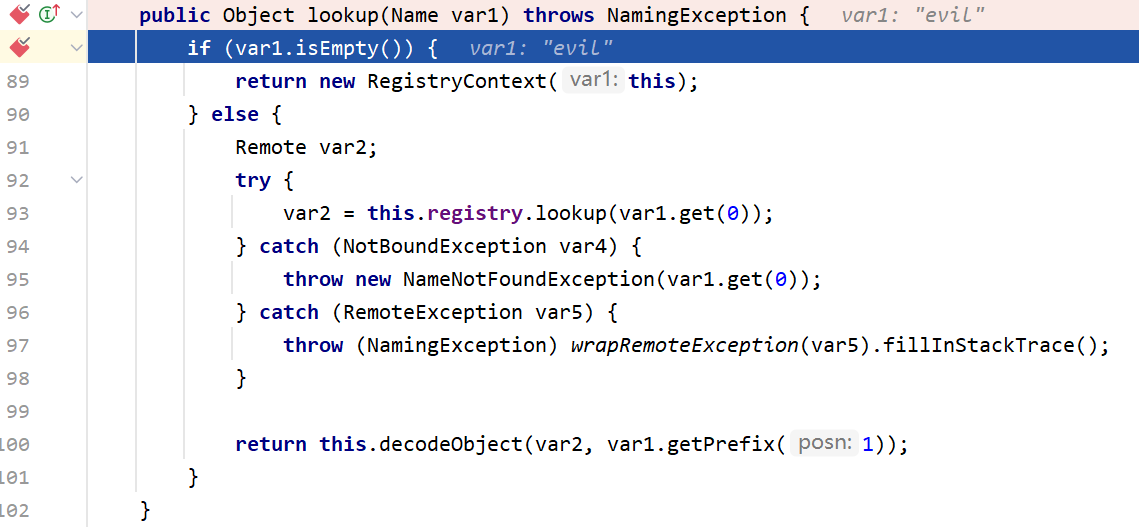 public Object lookup(Name var1) throws NamingException {   var1: "evil"
if (var1.isEmpty()) {   var1: "evil"
89 return new RegistryContext( var1: this);
90 } else {
91 Remote var2;
92 try {
93 var2 = this.registry.lookup(var1.get(0));
94 } catch (NotBoundException var4) {
95 throw new NameNotFoundException(var1.get(0));
96 } catch (RemoteException var5) {
97 throw (NamingException) wrapRemoteException(var5).fillInStackTrace();
98 }
99
100 return this.decodeObject(var2, var1.getPrefix( posn: 1));
101 }
102 }